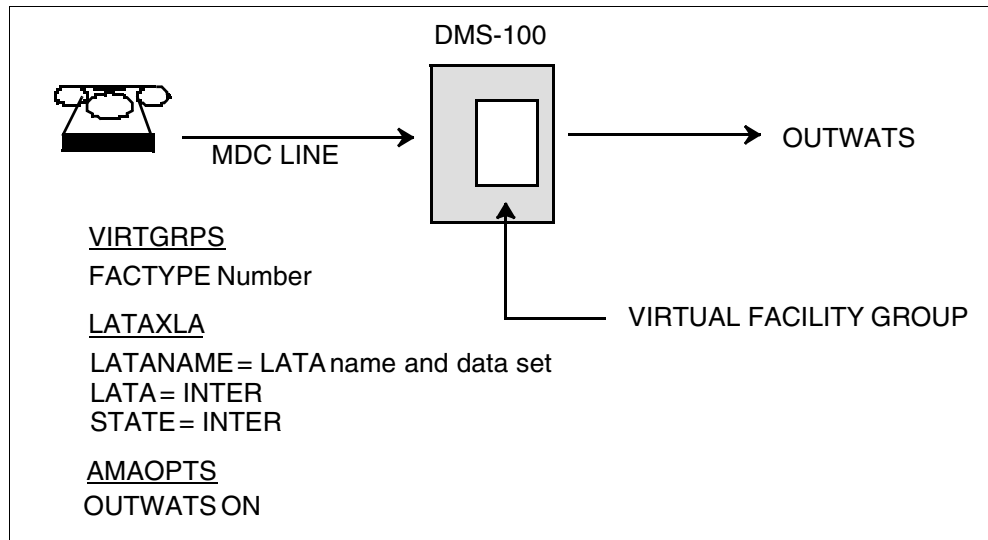 DMS-100
MDC LINE
OUTWATS
VIRTGRPS
FACTYPE Number
VIRTUAL FACILITY GROUP
LATAXLA
LATANAME = LATA name and data set
LATA = INTER
STATE = INTER
AMAOPTS
OUTWATS ON